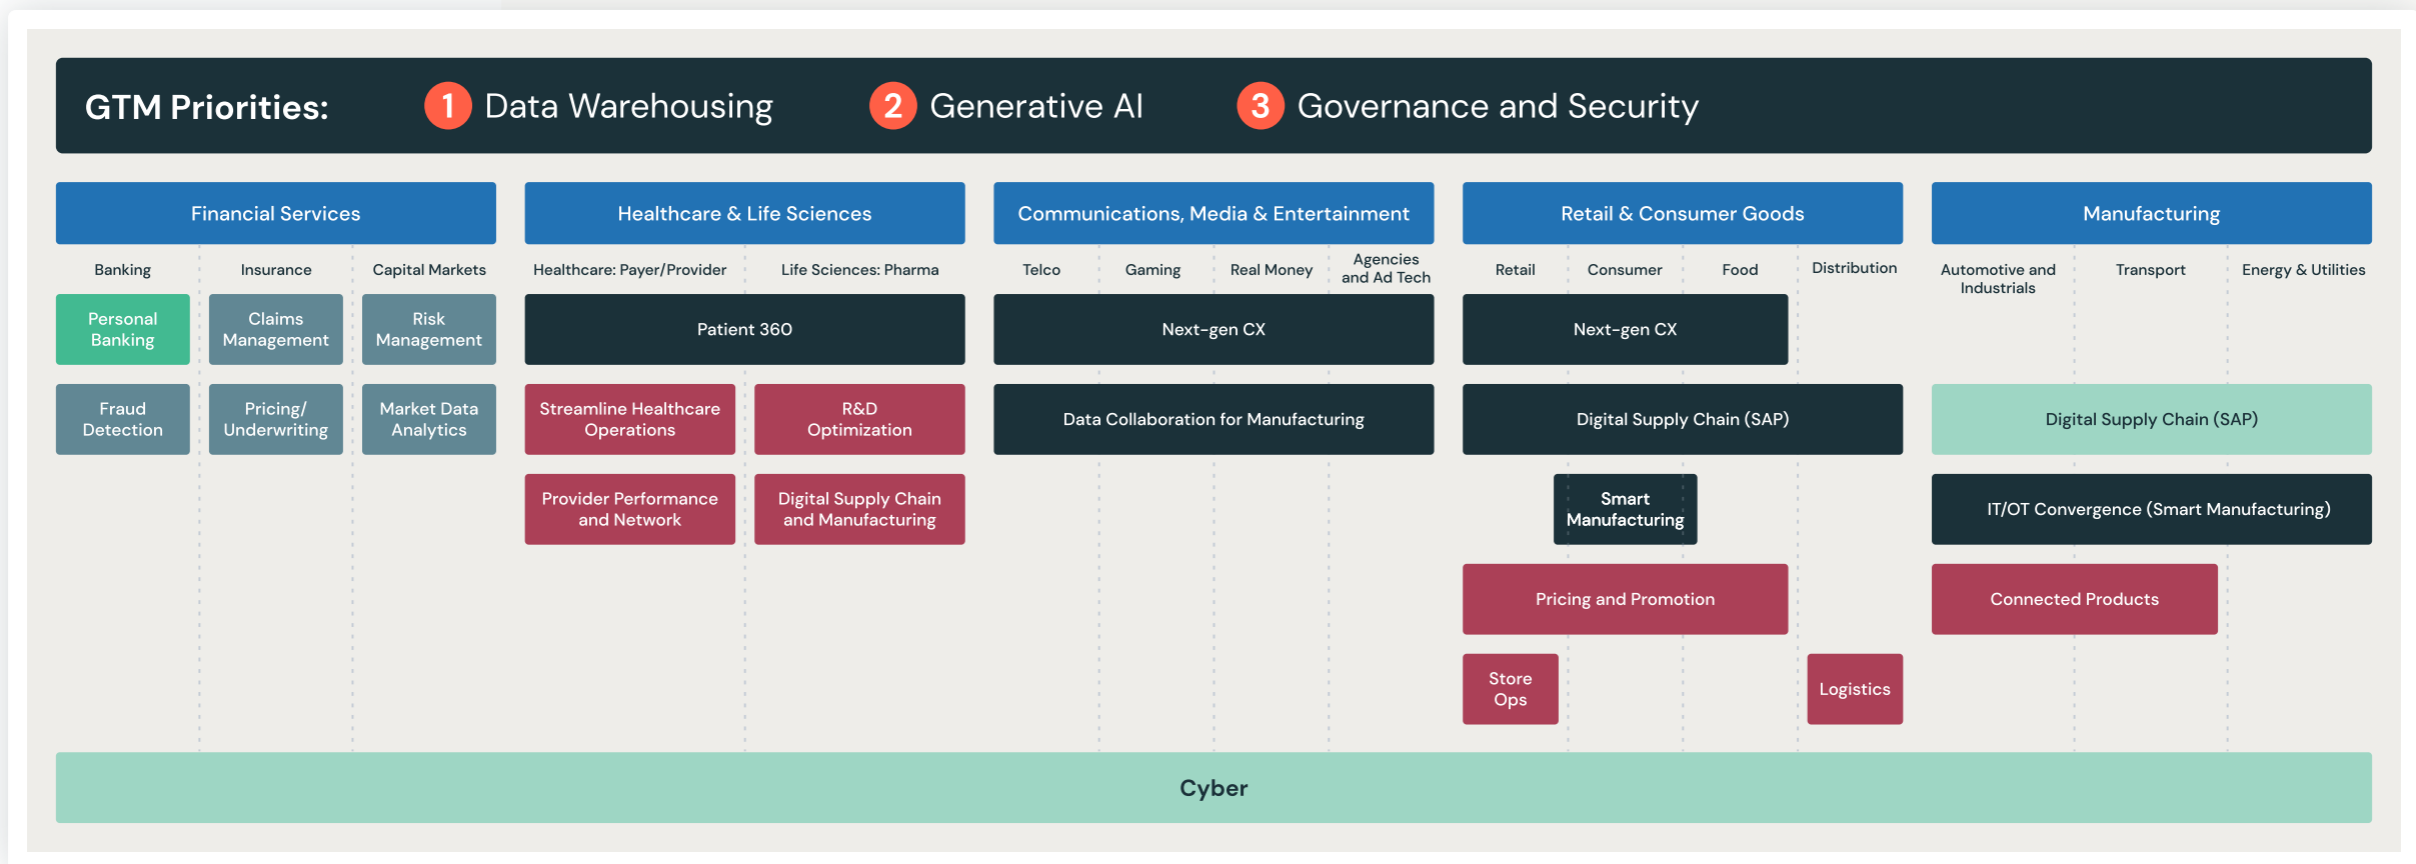 GTM Priorities:
1 Data Warehousing
2 Generative AI
3 Governance and Security
Financial Services
Healthcare & Life Sciences
Communications, Media & Entertainment
Retail & Consumer Goods
Manufacturing
Banking
Insurance
Capital Markets
Healthcare: Payer/Provider
Life Sciences: Pharma
Telco
Gaming
Real Money
Agencies
and Ad Tech
Retail
Consumer
Food
Distribution
Automotive and
Industrials
Transport
Energy & Utilities
Personal
Banking
Claims
Management
Risk
Management
Patient 360
Next-gen CX
Next-gen CX
Fraud
Detection
Pricing/
Underwriting
Market Data
Analytics
Streamline Healthcare
Operations
R&D
Optimization
Data Collaboration for Manufacturing
Digital Supply Chain (SAP)
Digital Supply Chain (SAP)
Provider Performance
and Network
Digital Supply Chain
and Manufacturing
Smart
Manufacturing
IT/OT Convergence (Smart Manufacturing)
Pricing and Promotion
Connected Products
Store
Ops
Logistics
Cyber